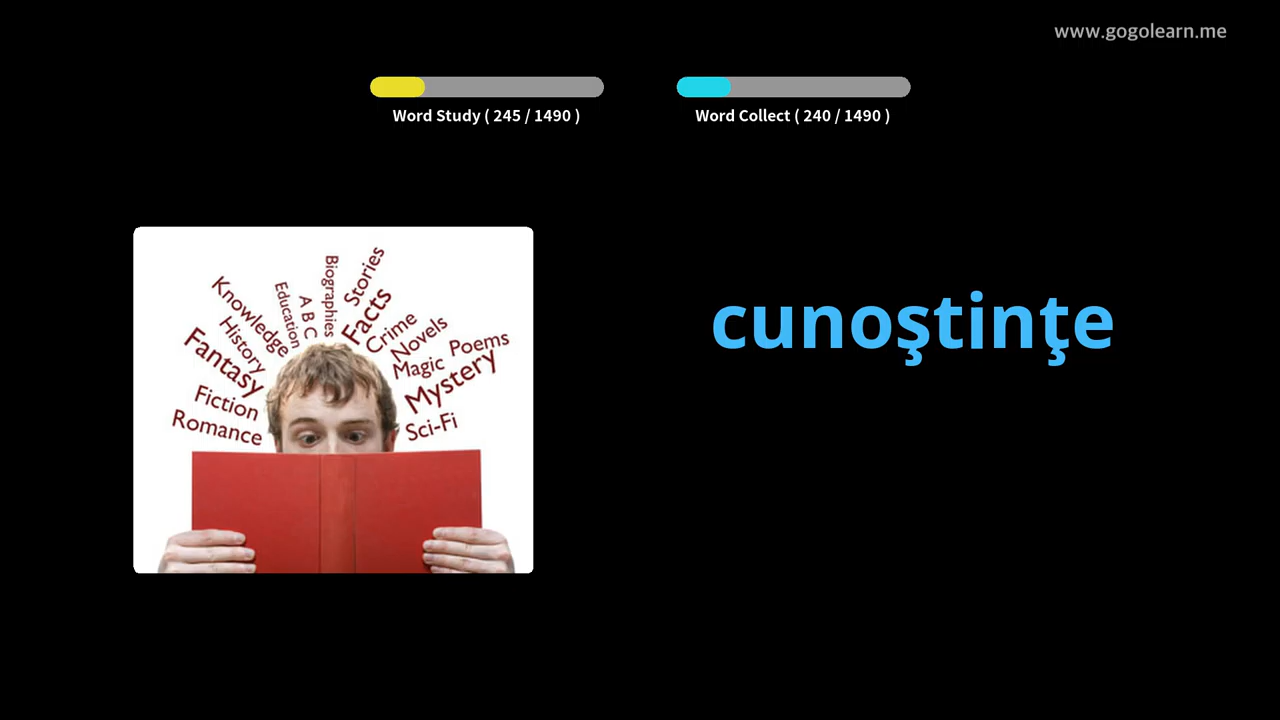 www.gogolearn.me
Word Study ( 245 / 1490 )
Word Collect ( 240 / 1490 )
cunoştinţe
Biographies
Stories
Education
A B C
Facts
Knowledge
Crime
History
Novels
Fantasy
Magic
Poems
Mystery
Fiction
Romance
Sci-Fi